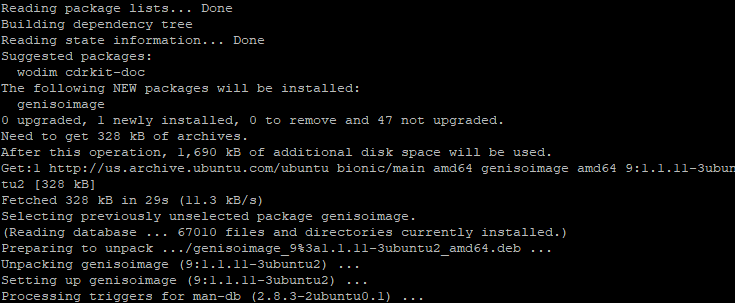 Reading package lists... Done
Building dependency tree
Reading state information... Done
Suggested packages:
  wodim cdrkit-doc
The following NEW packages will be installed:
  genisoimage
0 upgraded, 1 newly installed, 0 to remove and 47 not upgraded.
Need to get 328 kB of archives.
After this operation, 1,690 kB of additional disk space will be used.
Get:1 http://us.archive.ubuntu.com/ubuntu bionic/main amd64 genisoimage amd64 9:1.1.11-3ubun
tu2 [328 kB]
Fetched 328 kB in 29s (11.3 kB/s)
Selecting previously unselected package genisoimage.
(Reading database ... 67010 files and directories currently installed.)
Preparing to unpack .../genisoimage_9%3a1.1.11-3ubuntu2_amd64.deb ...
Unpacking genisoimage (9:1.1.11-3ubuntu2) ...
Setting up genisoimage (9:1.1.11-3ubuntu2) ...
Processing triggers for man-db (2.8.3-2ubuntu0.1) ...